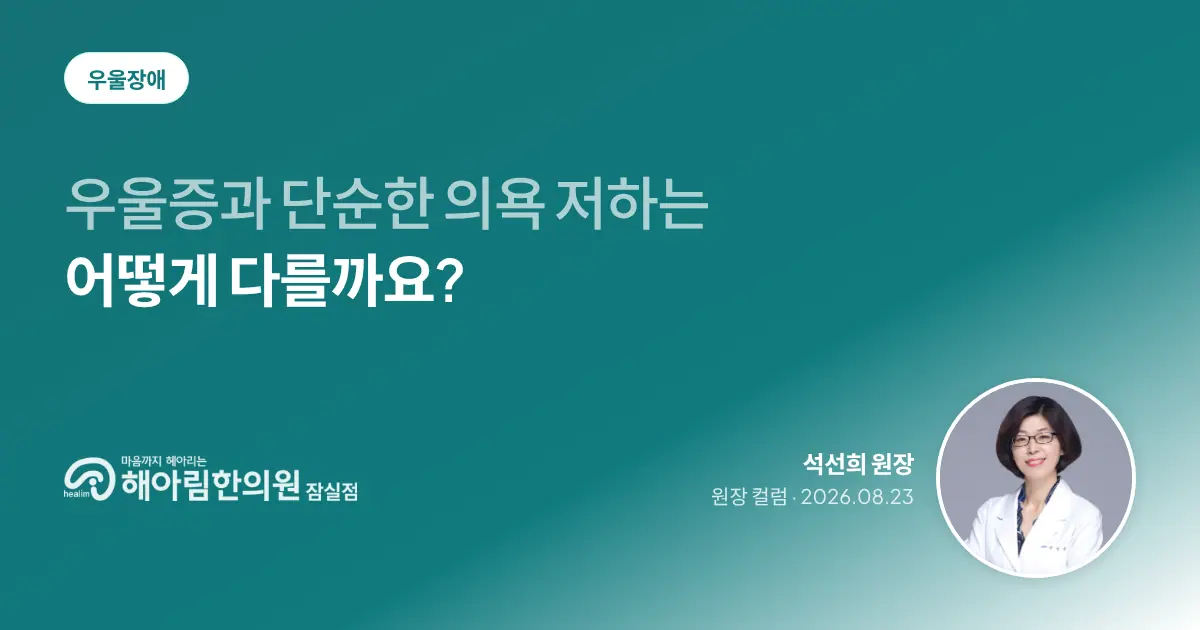 우울장애
우울증과 단순한 의욕 저하는
어떻게 다를까요?
마음까지 헤아리는
healim
해아림한의원 잠실점
석선희 원장
원장 컬럼 · 2026.08.23